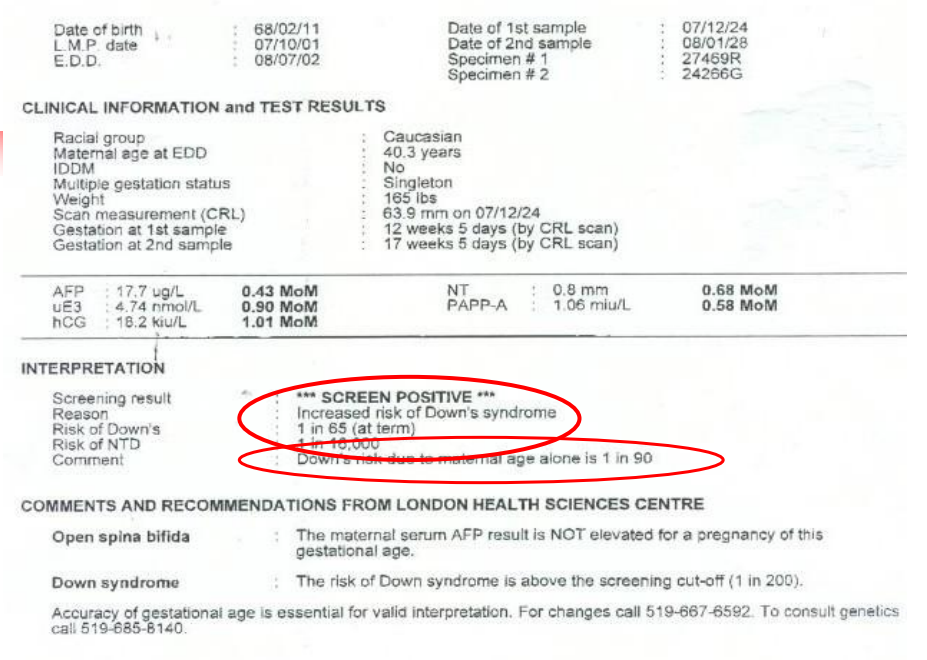 Date of birth : 68/02/11 Date of 1st sample : 07/12/24
L.M.P. date : 07/10/01 Date of 2nd sample : 08/01/28
E.D.D. : 08/07/02 Specimen # 1 : 27469R
Specimen # 2 : 24266G
CLINICAL INFORMATION and TEST RESULTS
Racial group : Caucasian
Maternal age at EDD : 40.3 years
IDDM : No
Multiple gestation status : Singleton
Weight : 165 lbs
Scan measurement (CRL) : 63.9 mm on 07/12/24
Gestation at 1st sample : 12 weeks 5 days (by CRL scan)
Gestation at 2nd sample : 17 weeks 5 days (by CRL scan)
AFP : 17.7 ug/L 0.43 MoM NT : 0.8 mm 0.68 MoM
uE3 : 4.74 nmol/L 0.90 MoM PAPP-A : 1.06 miu/L 0.58 MoM
hCG : 18.2 kiu/L 1.01 MoM
INTERPRETATION
Screening result : *** SCREEN POSITIVE ***
Reason : Increased risk of Down's syndrome
Risk of Down's : 1 in 65 (at term)
Risk of NTD : 1 in 16,000
Comment : Down's risk due to maternal age alone is 1 in 90
COMMENTS AND RECOMMENDATIONS FROM LONDON HEALTH SCIENCES CENTRE
Open spina bifida : The maternal serum AFP result is NOT elevated for a pregnancy of this
gestational age.
Down syndrome : The risk of Down syndrome is above the screening cut-off (1 in 200).
Accuracy of gestational age is essential for valid interpretation. For changes call 519-667-6592. To consult genetics
call 519-685-8140.